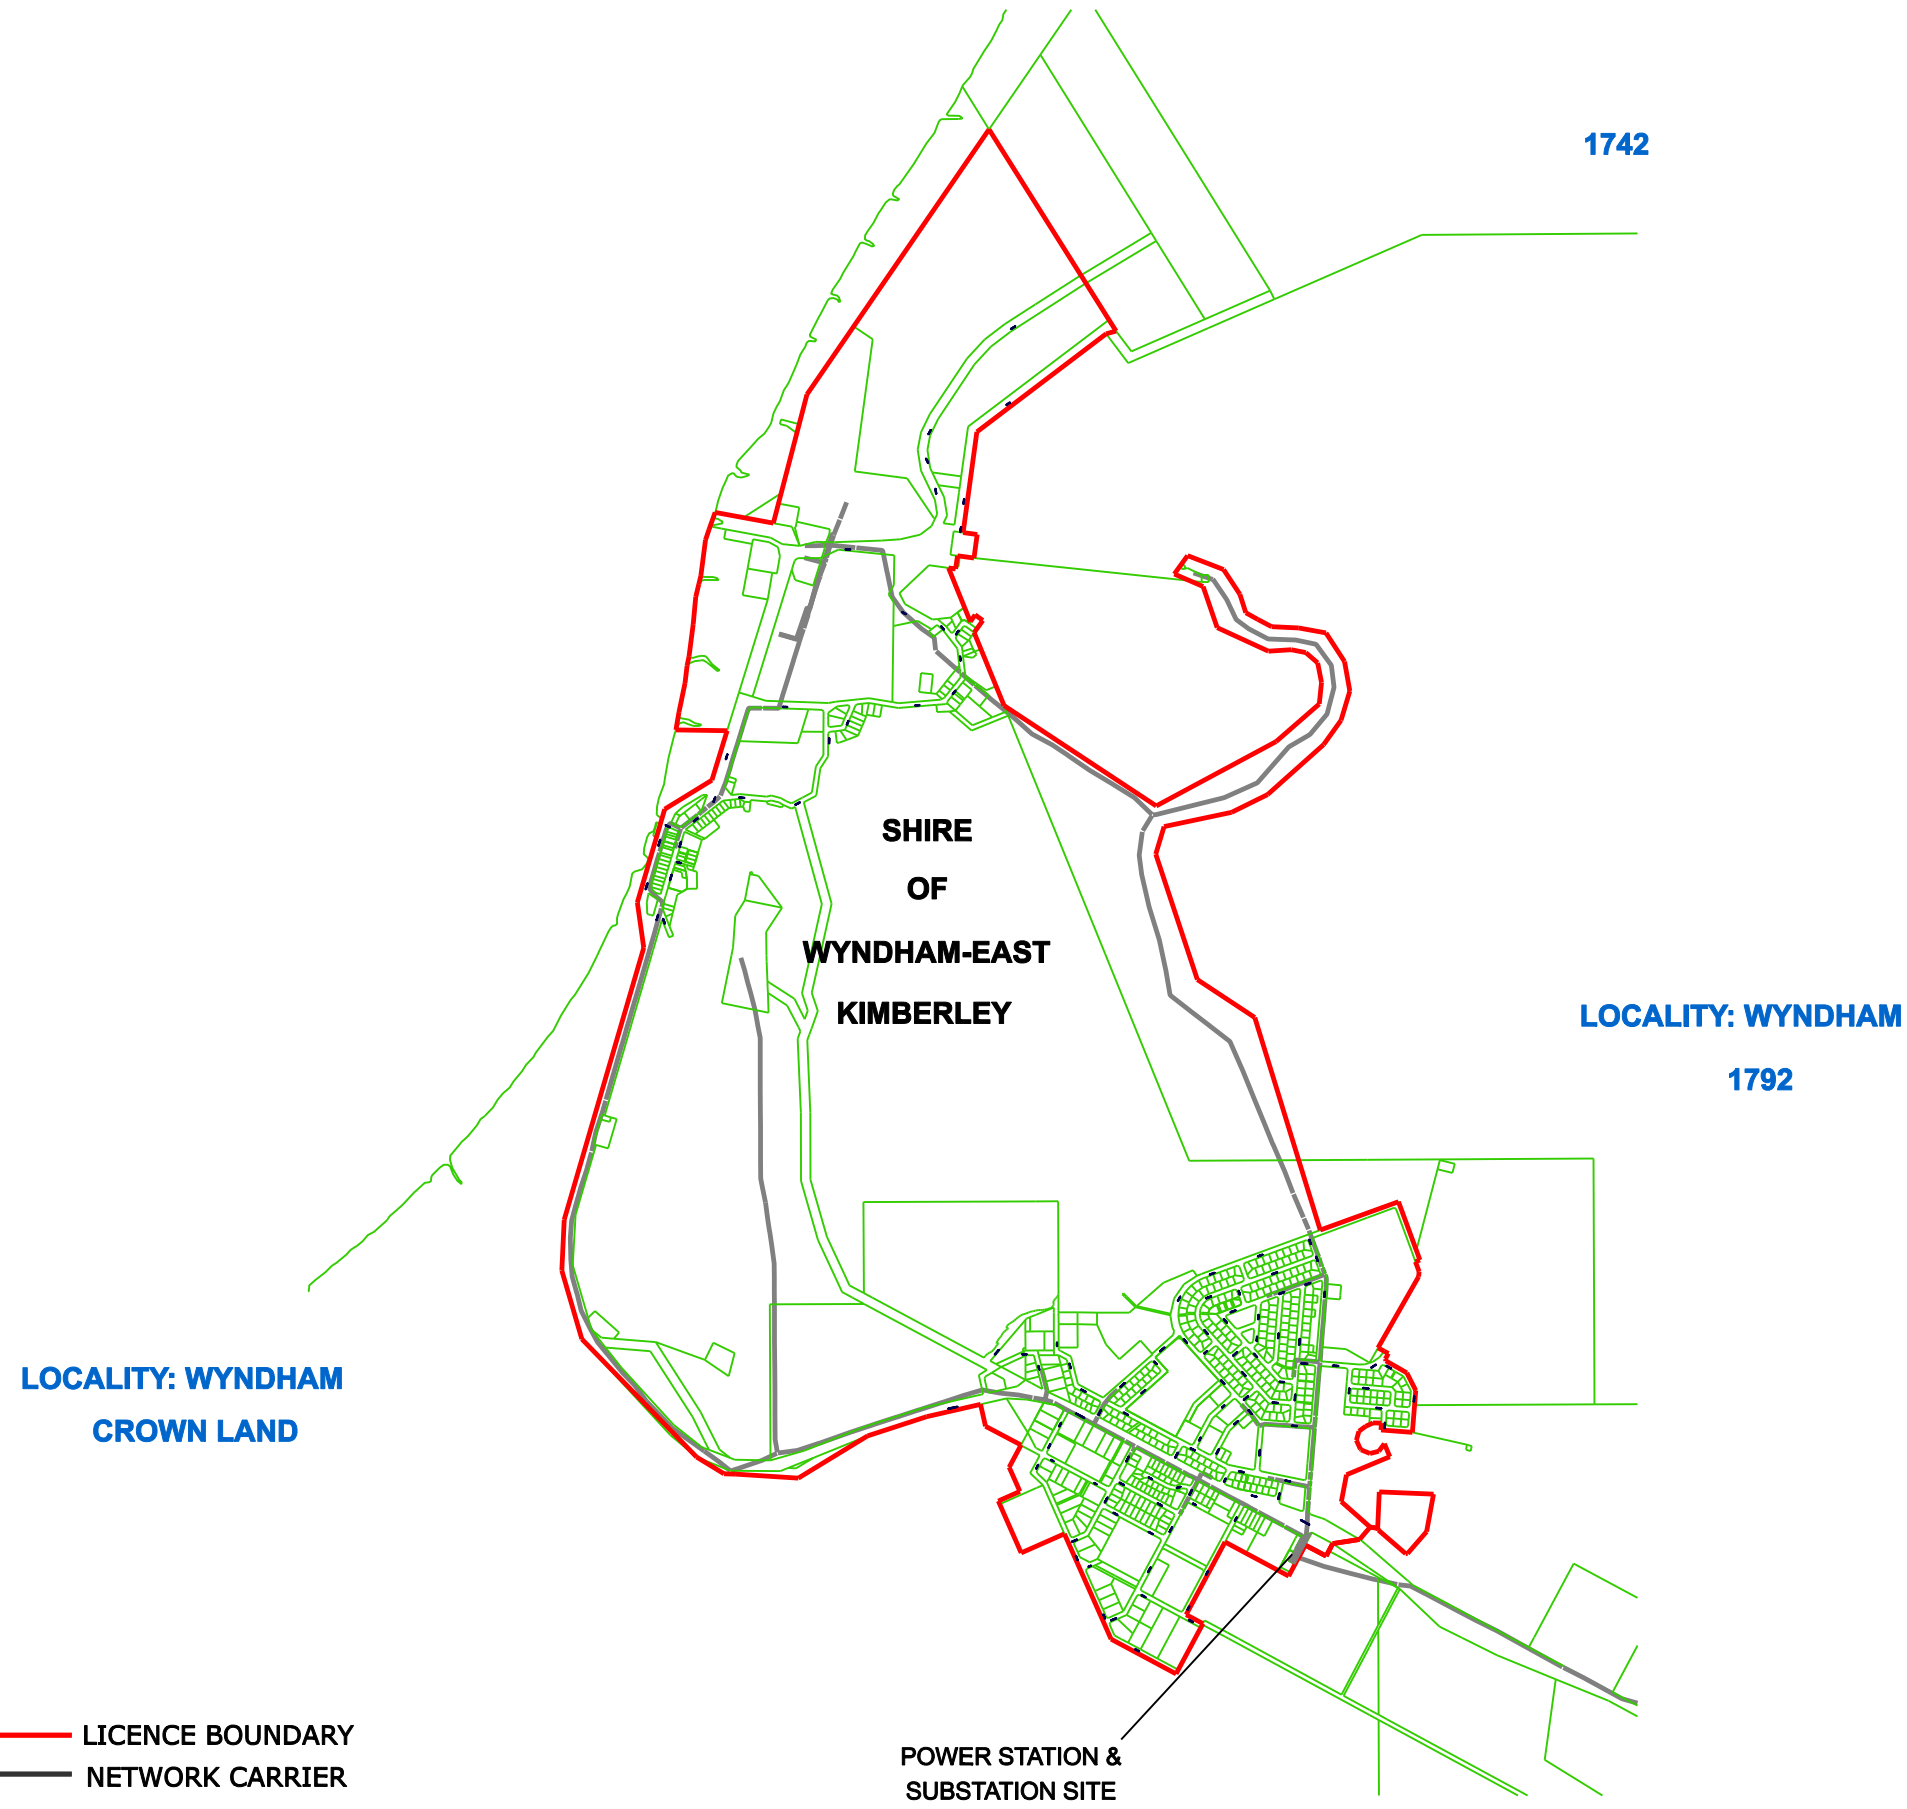 1742
SHIRE
OF
WYNDHAM-EAST
KIMBERLEY
LOCALITY: WYNDHAM
1792
LOCALITY: WYNDHAM
CROWN LAND
LICENCE BOUNDARY
NETWORK CARRIER
POWER STATION &
SUBSTATION SITE